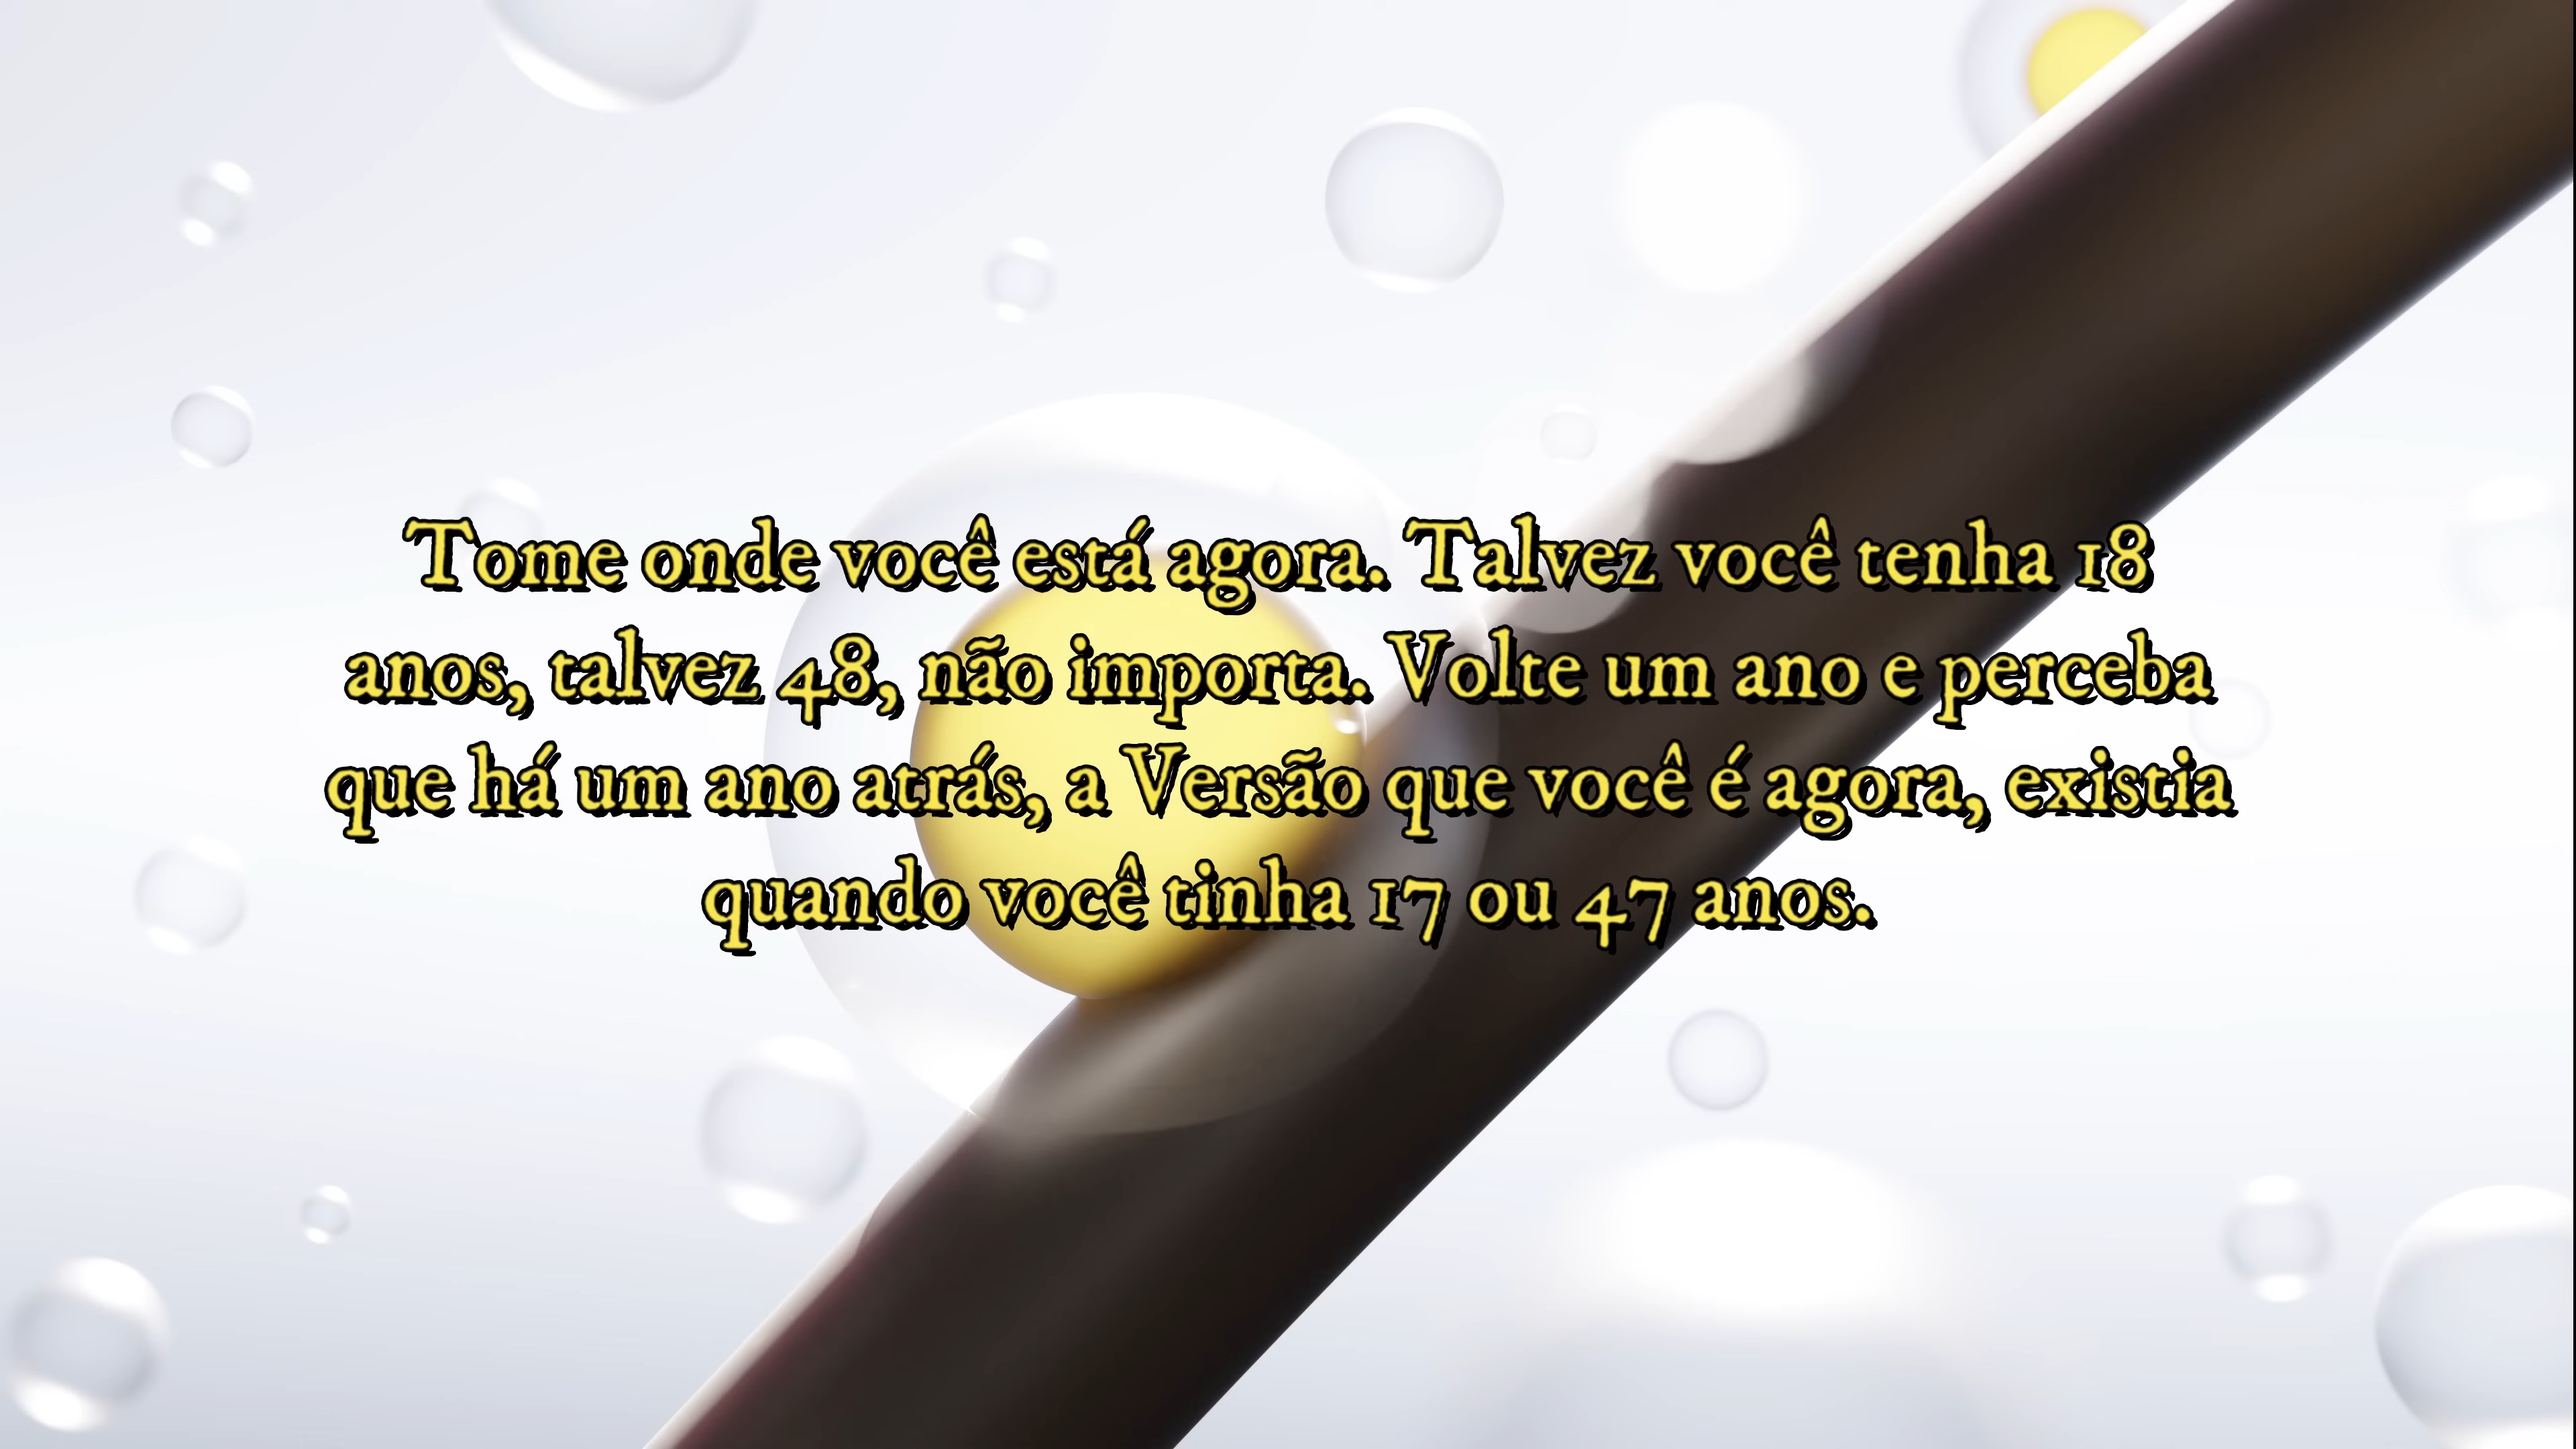 Tome onde você está agora. Talvez você tenha 18
anos, talvez 48, não importa. Volte um ano e perceba
que há um ano atrás, a Versão que você é agora, existia
quando você tinha 17 ou 47 anos.